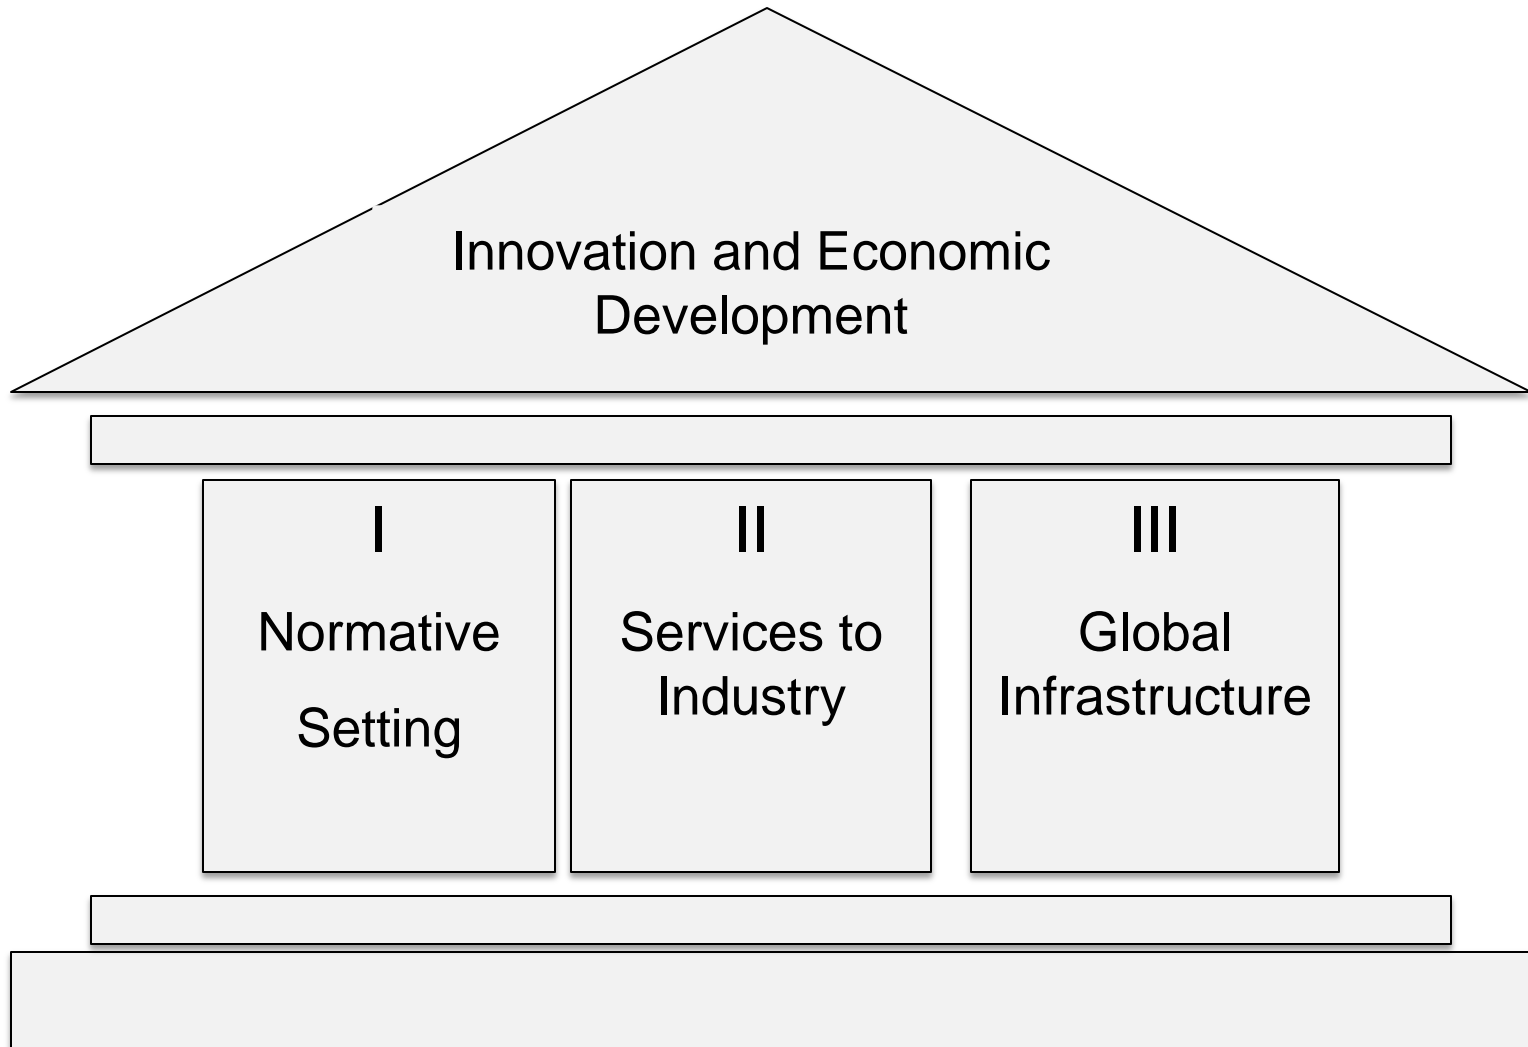 Innovation and Economic
Development
I
Normative
Setting
II
Services to
Industry
III
Global
Infrastructure